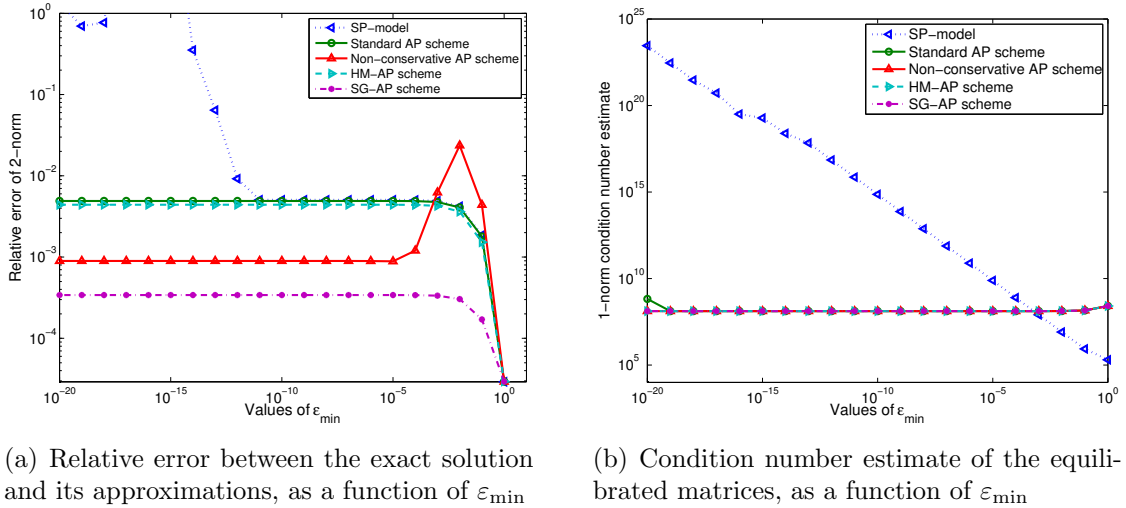 10^0
10^−1
10^−2
10^−3
10^−4
Relative error of 2−norm
SP−model
Standard AP scheme
Non−conservative AP scheme
HM−AP scheme
SG−AP scheme
10^−20 10^−15 10^−10 10^−5 10^0
Values of ε_min
10^25
10^20
10^15
10^10
10^5
1−norm condition number estimate
SP−model
Standard AP scheme
Non−conservative AP scheme
HM−AP scheme
SG−AP scheme
10^−20 10^−15 10^−10 10^−5 10^0
Values of ε_min
(a) Relative error between the exact solution
and its approximations, as a function of ε_min
(b) Condition number estimate of the equili-
brated matrices, as a function of ε_min